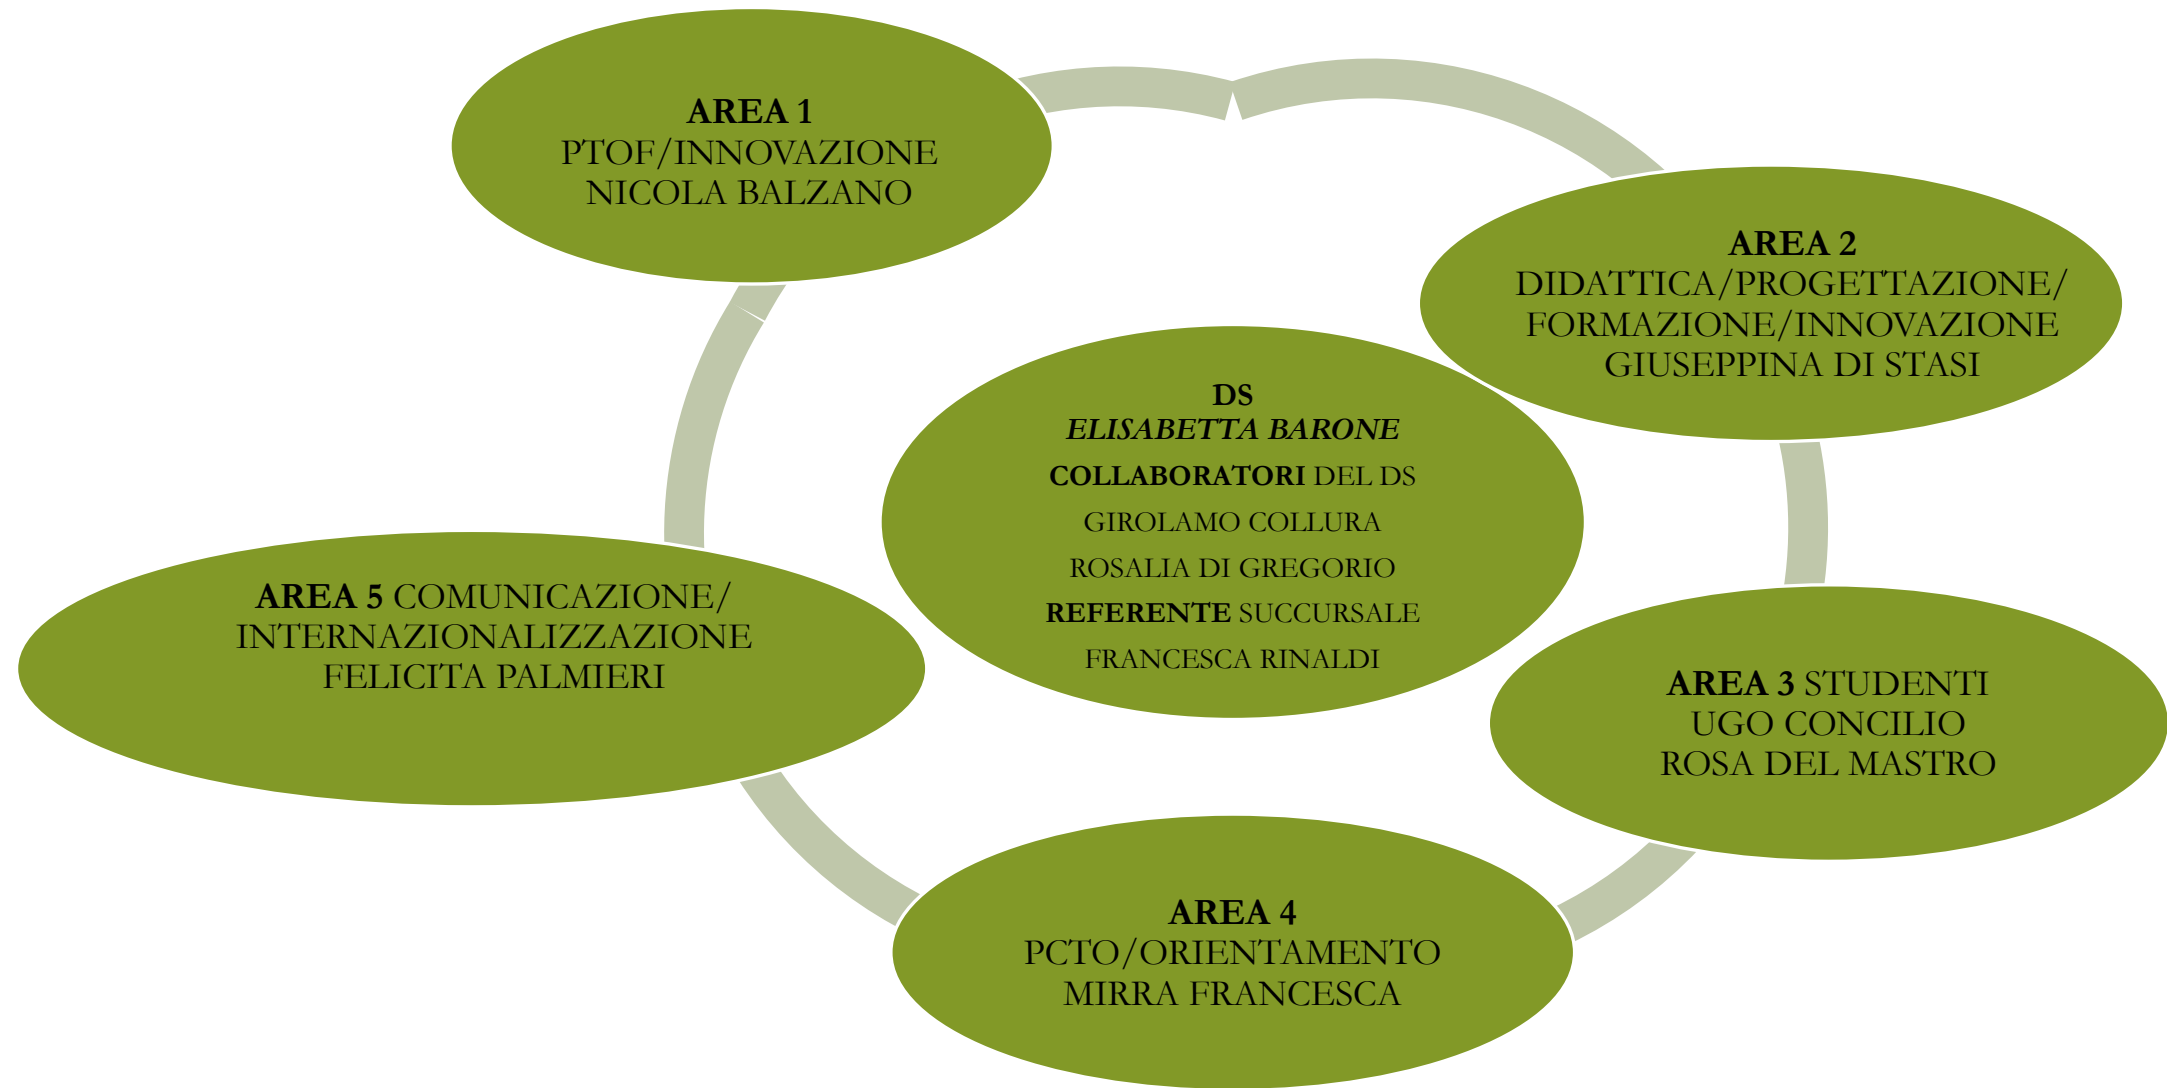 AREA 1
PTOF/INNOVAZIONE
NICOLA BALZANO
AREA 2
DIDATTICA/PROGETTAZIONE/
FORMAZIONE/INNOVAZIONE
GIUSEPPINA DI STASI
DS
ELISABETTA BARONE
COLLABORATORI DEL DS
GIROLAMO COLLURA
ROSALIA DI GREGORIO
REFERENTE SUCCURSALE
FRANCESCA RINALDI
AREA 3 STUDENTI
UGO CONCILIO
ROSA DEL MASTRO
AREA 4
PCTO/ORIENTAMENTO
MIRRA FRANCESCA
AREA 5 COMUNICAZIONE/
INTERNAZIONALIZZAZIONE
FELICITA PALMIERI